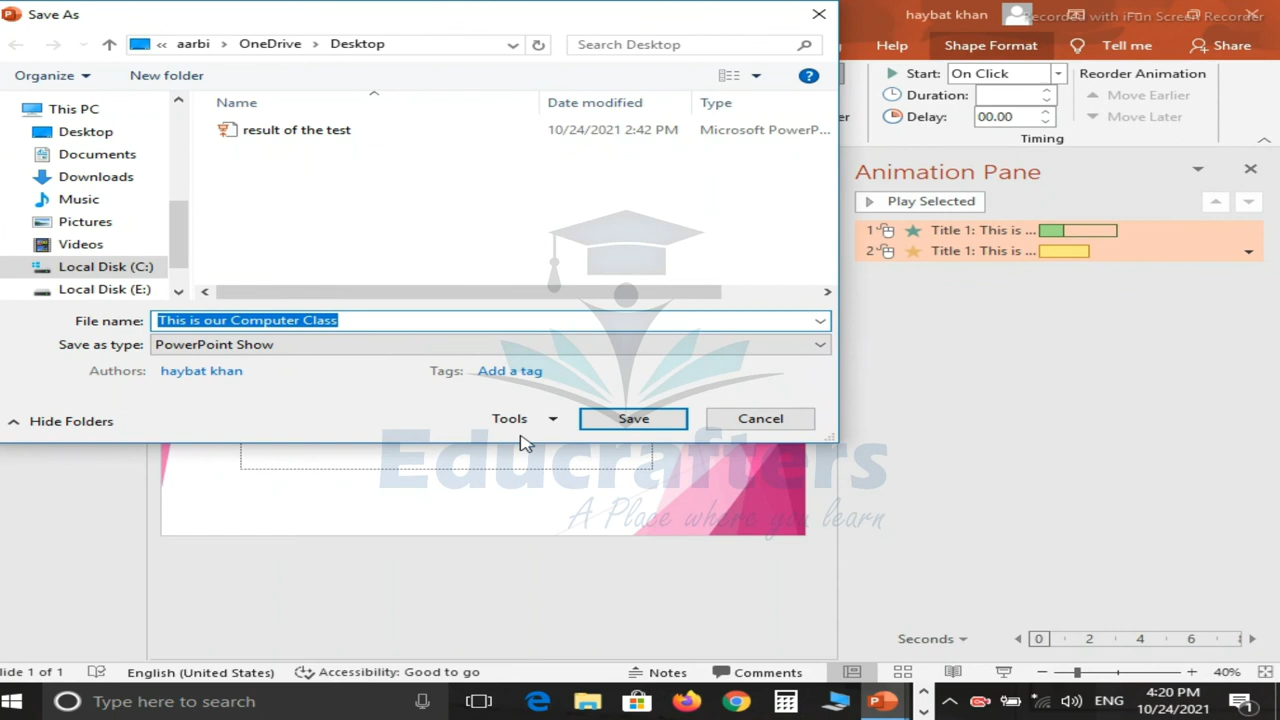 Save As
haybat khan
Recorded with iFun Screen Recorder
« aarbi > OneDrive > Desktop
Search Desktop
Help
Shape Format
Tell me
Share
Organize
New folder
Start: On Click
Reorder Animation
Duration:
Move Earlier
Delay: 00.00
Move Later
Timing
This PC
Desktop
Documents
Downloads
Music
Pictures
Videos
Local Disk (C:)
Local Disk (E:)
Name
Date modified
Type
result of the test
10/24/2021 2:42 PM
Microsoft PowerP...
Animation Pane
Play Selected
1 Title 1: This is ...
2 Title 1: This is ...
File name: This is our Computer Class
Save as type: PowerPoint Show
Authors: haybat khan
Tags: Add a tag
Hide Folders
Tools
Save
Cancel
Educrafters
A Place where you learn
Seconds
0 2 4 6
lide 1 of 1
English (United States)
Accessibility: Good to go
Notes
Comments
40%
Type here to search
ENG
4:20 PM
10/24/2021
1